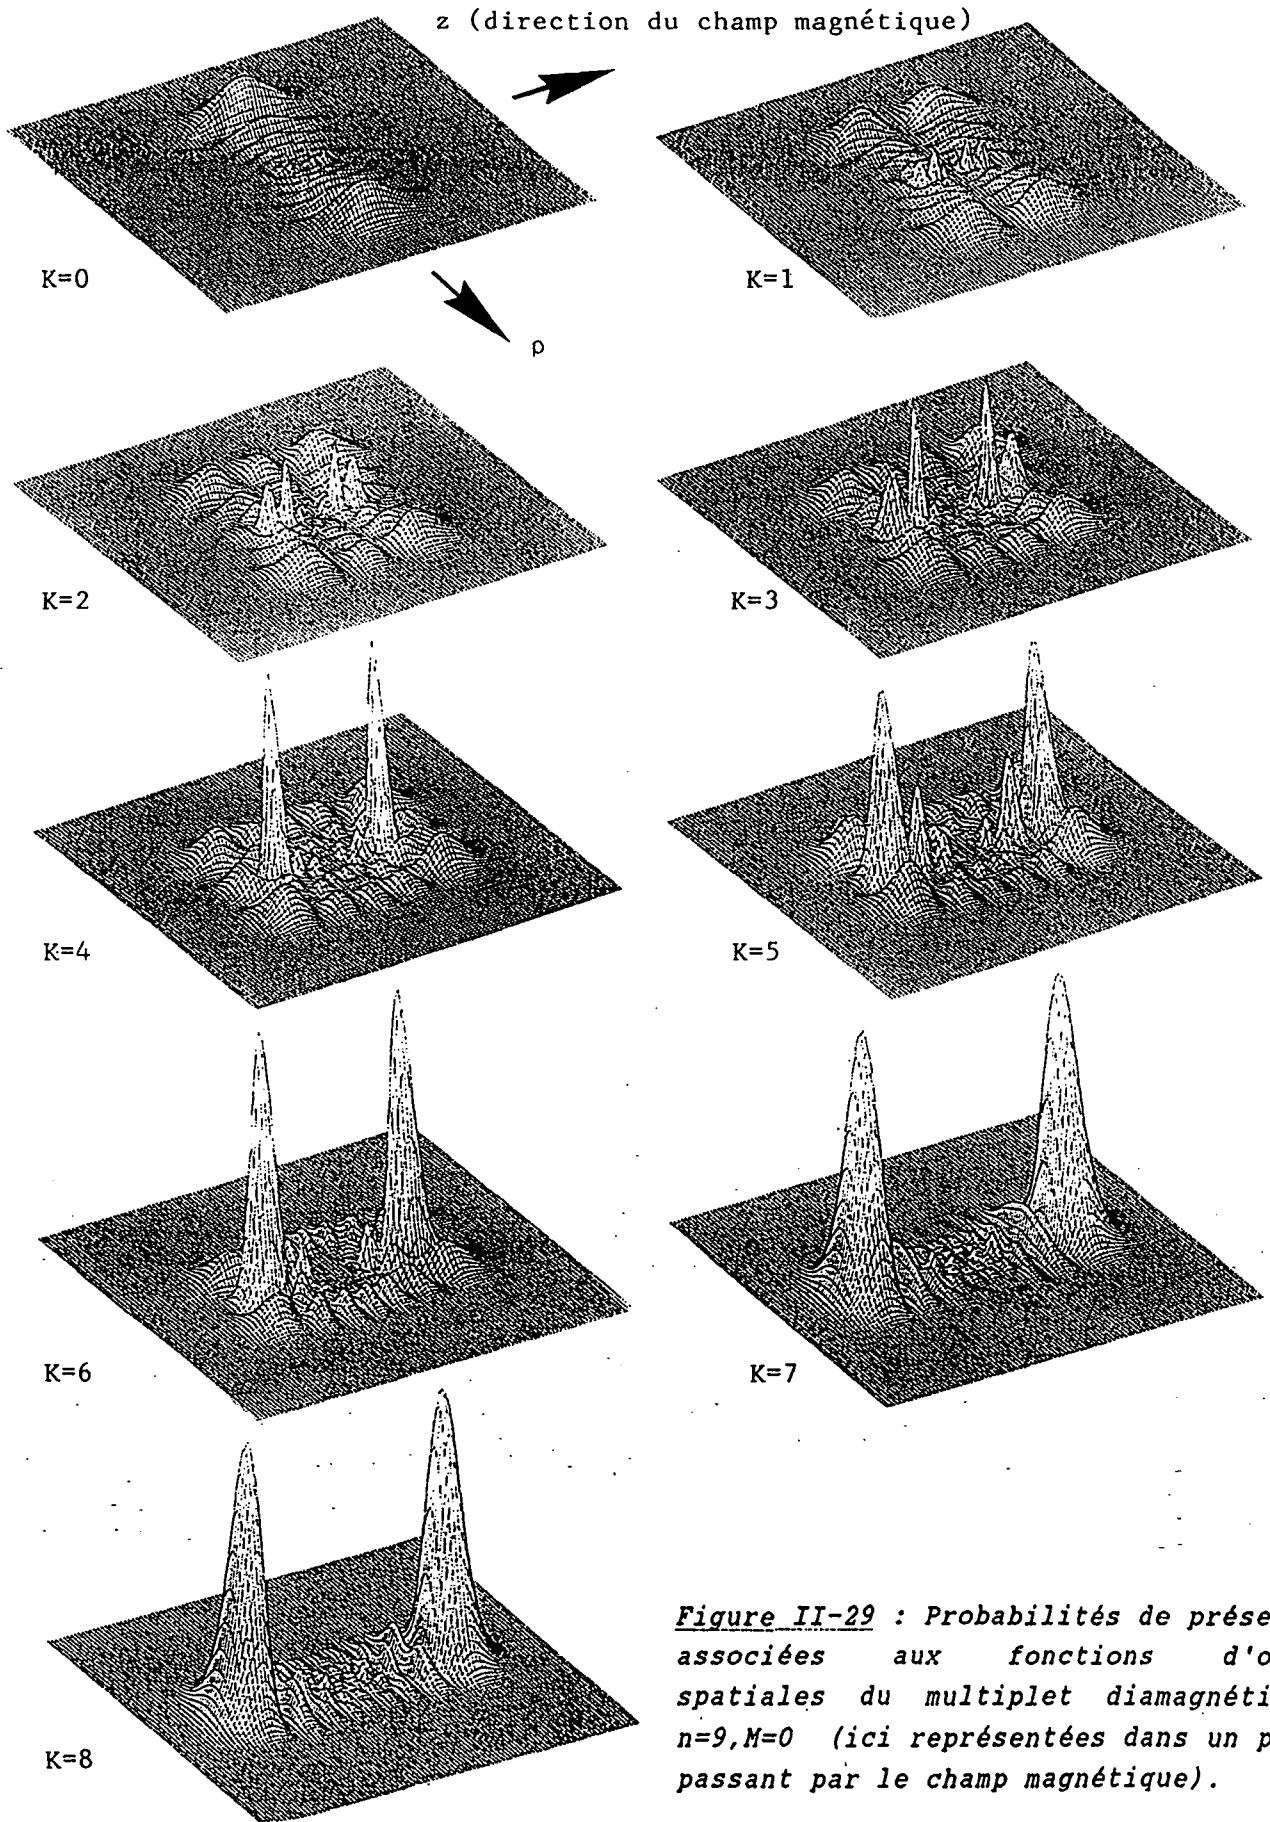 z (direction du champ magnétique)
K=0
K=1
ρ
K=2
K=3
K=4
K=5
K=6
K=7
K=8
Figure II-29 : Probabilités de prése
associées aux fonctions d'o
spatiales du multiplet diamagnéti
n=9,M=0 (ici représentées dans un p
passant par le champ magnétique).